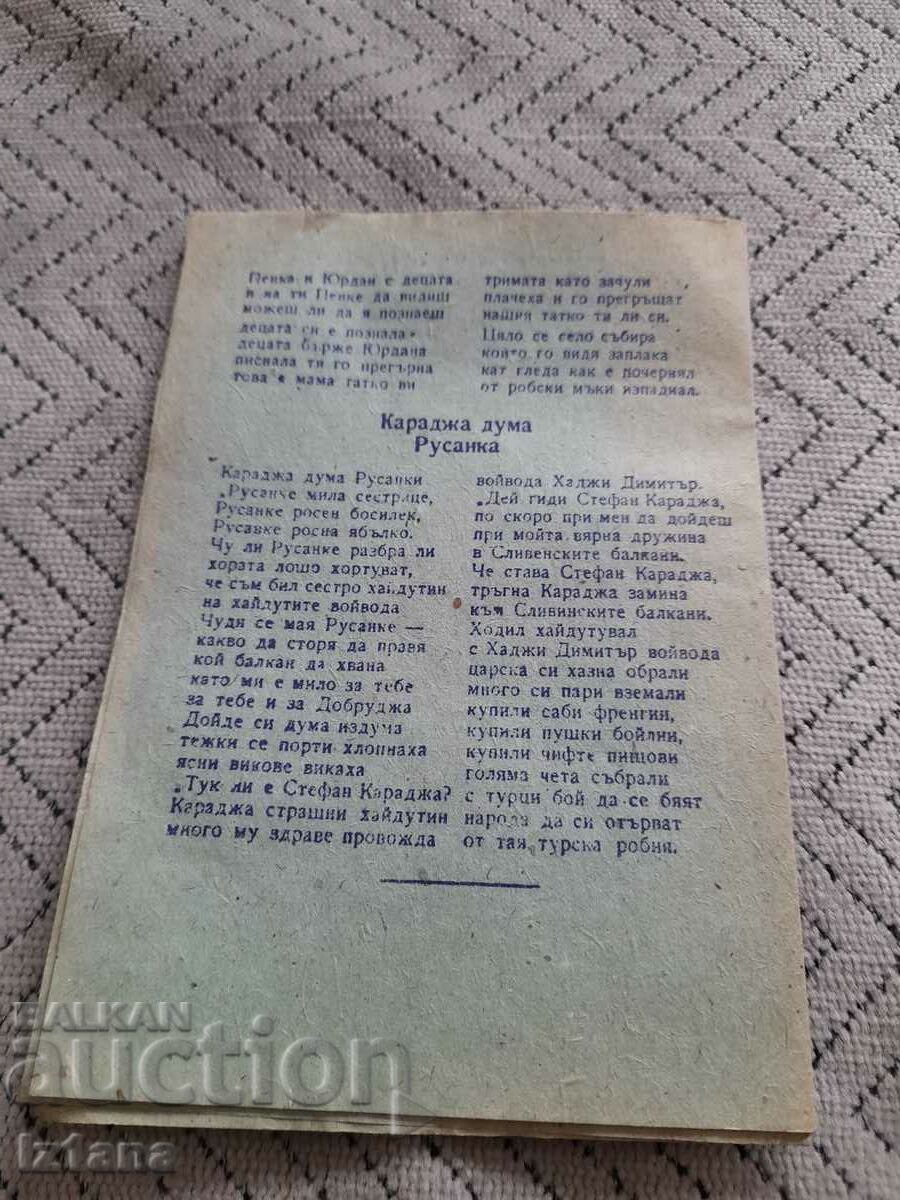 Пенка и Юрдан е децата
и на ти Пенке да видиш
можеш ли да я познаеш
децата си е познала.
децата бърже Юрдана
писнала тя го прегърна
това е мама татко ви
тримата като зачули
плачеха и го прегръщат
нашия татко ти ли си.
Цяло се село събира
който го видя заплака
кат гледа как е почернял
от робски мъки изпадиал.
Караджа дума
Русанка
Караджа дума Русанки
„Русанче мила сестрице,
Русанке росен босилек,
Русавке росна ябълко.
Чу ли Русанке разбра ли
хората лошо хортуват,
че съм бил сестро хайдутин
на хайдутите войвода
Чудя се мая Русанке —
какво да сторя да правя
кой балкан да хвана
като ми е мило за тебе
за тебе и за Добруджа
Дойде си дума издума
тежки се порти хлопнаха
ясни викове викаха
„Тук ли е Стефан Караджа?
Караджа страшни хайдутин
много му здраве провожда
войвода Халжи Димитър.
„Дей гиди Стефан Караджа,
по скоро при мен да дойдеш
при мойта вярна дружина
в Сливенските балкани.
Че става Стефан Караджа,
тръгна Караджа замина
към Сливинските балкани.
Ходил хайдутувал
с Хаджи Димитър войвода
царска си хазна обрали
много си пари вземали
купили саби френгии,
купили пушки бойлии,
купили чифте пищови
голяма чета събрали
с турци бой да се бият
народа да си отърват
от тая турска робия.
BALKAN
auction
Iztana